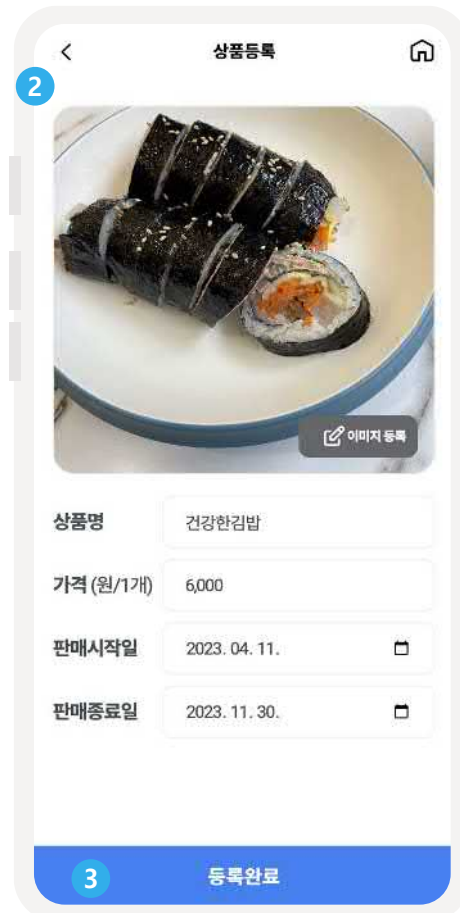 상품등록
2
이미지 등록
상품명 건강한김밥
가격 (원/1개) 6,000
판매시작일 2023. 04. 11.
판매종료일 2023. 11. 30.
3 등록완료